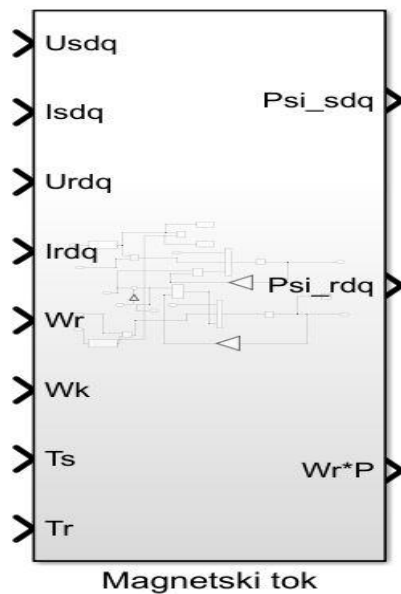 Usdq
Psi_sdq
Isdq
Urdq
Irdq
Psi_rdq
Wr
Wk
Ts
Wr*P
Tr
Magnetski tok